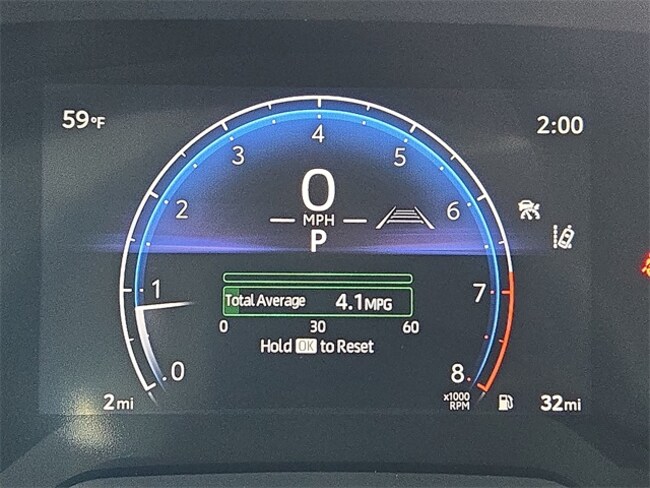 59°F
2:00
4
3
5
0
2
6
MPH
P
1
7
Total Average 4.1MPG
0 30 60
Hold OK to Reset
0
8
x1000
RPM
2mi
32mi